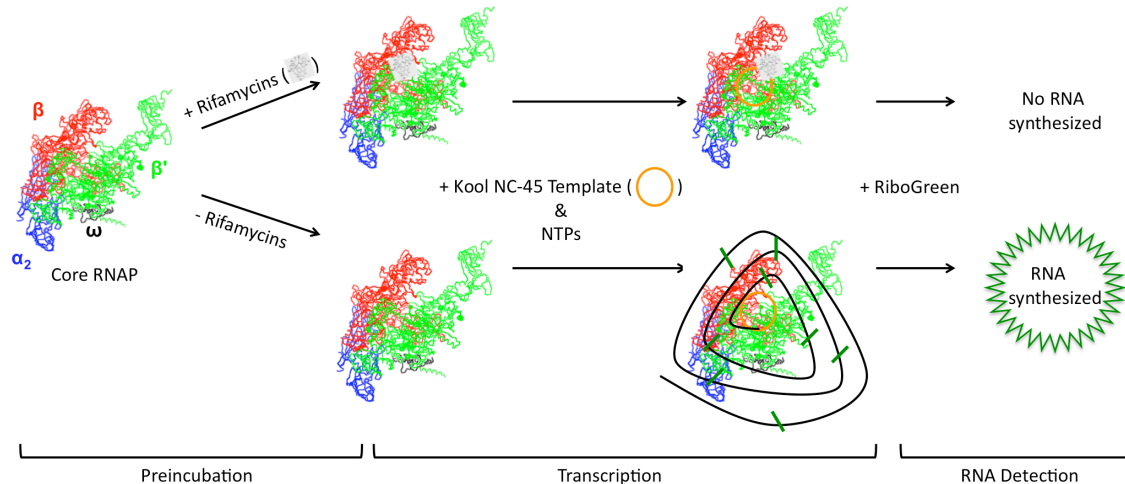 + Rifamycins ( )
β
β'
ω
α2
Core RNAP
- Rifamycins
+ Kool NC-45 Template ( )
&
NTPs
No RNA
synthesized
+ RiboGreen
RNA
synthesized
Preincubation
Transcription
RNA Detection